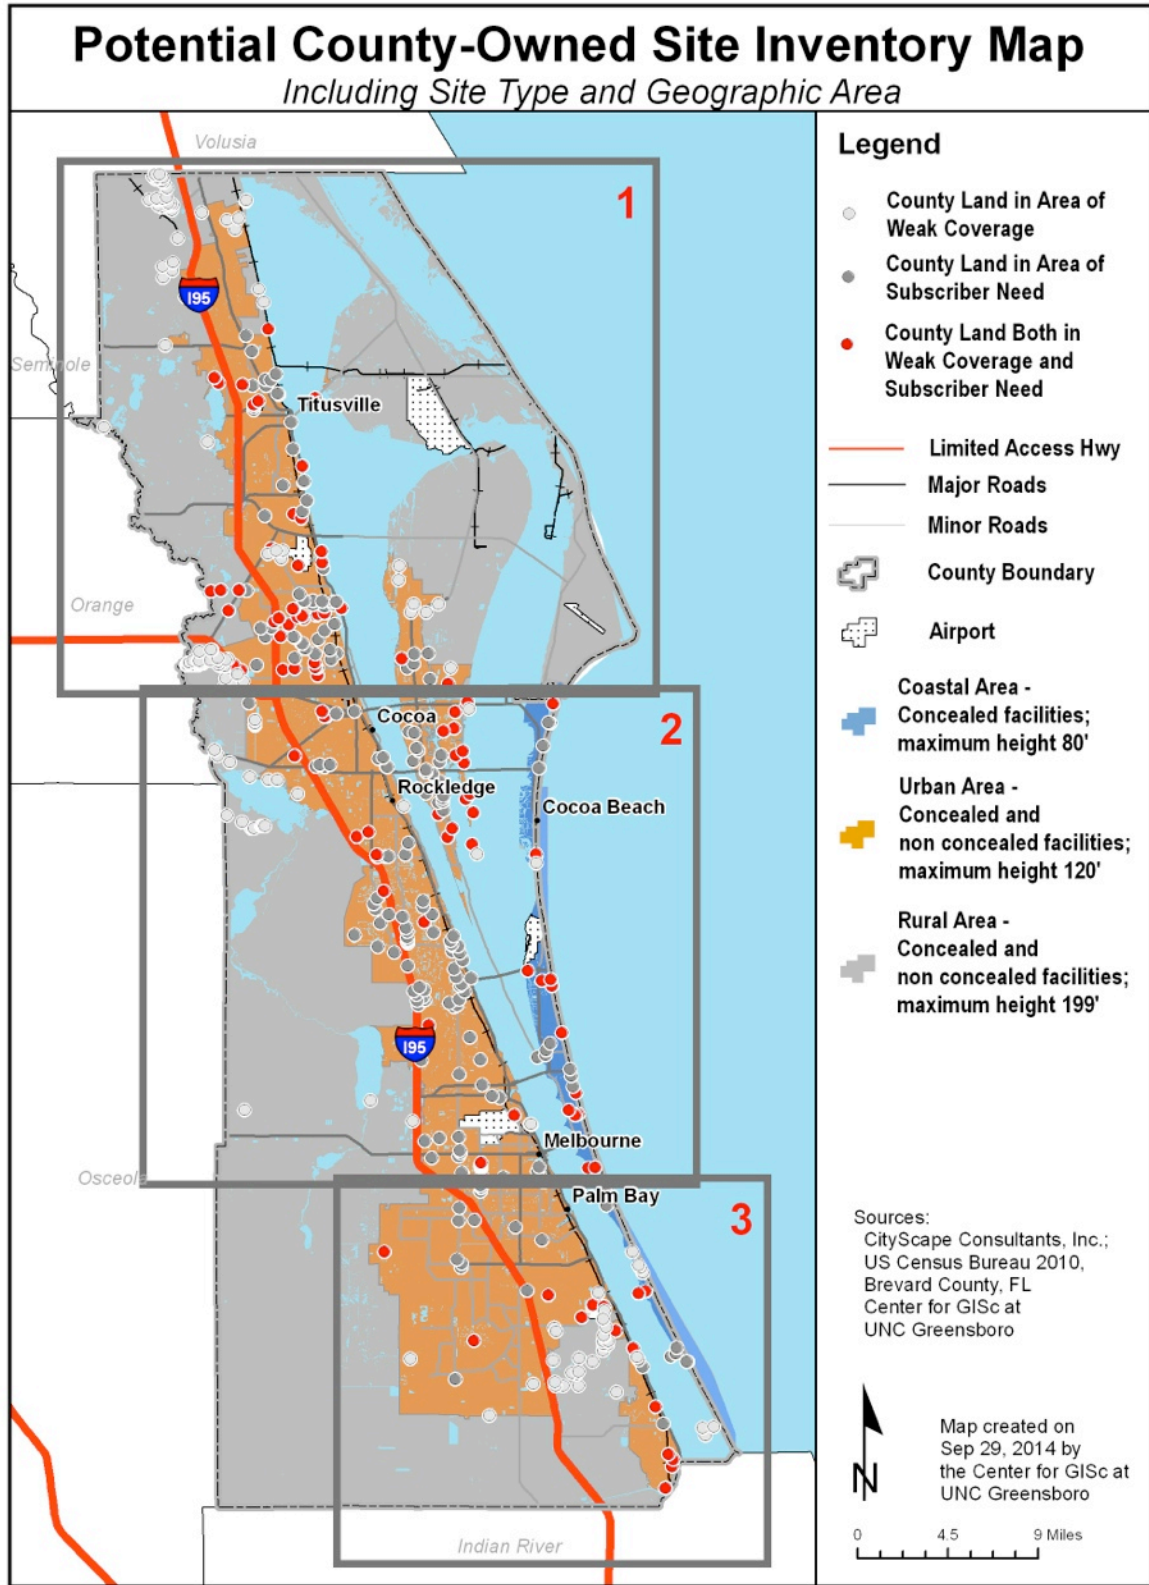 Potential County-Owned Site Inventory Map
Including Site Type and Geographic Area
Volusia
1
I95
Seminole
Titusville
Orange
Cocoa
2
Rockledge
Cocoa Beach
I95
Melbourne
Osceola
Palm Bay
3
Indian River
Legend
County Land in Area of
Weak Coverage
County Land in Area of
Subscriber Need
County Land Both in
Weak Coverage and
Subscriber Need
Limited Access Hwy
Major Roads
Minor Roads
County Boundary
Airport
Coastal Area -
Concealed facilities;
maximum height 80'
Urban Area -
Concealed and
non concealed facilities;
maximum height 120'
Rural Area -
Concealed and
non concealed facilities;
maximum height 199'
Sources:
CityScape Consultants, Inc.;
US Census Bureau 2010,
Brevard County, FL
Center for GISc at
UNC Greensboro
N
Map created on
Sep 29, 2014 by
the Center for GISc at
UNC Greensboro
0 4.5 9 Miles